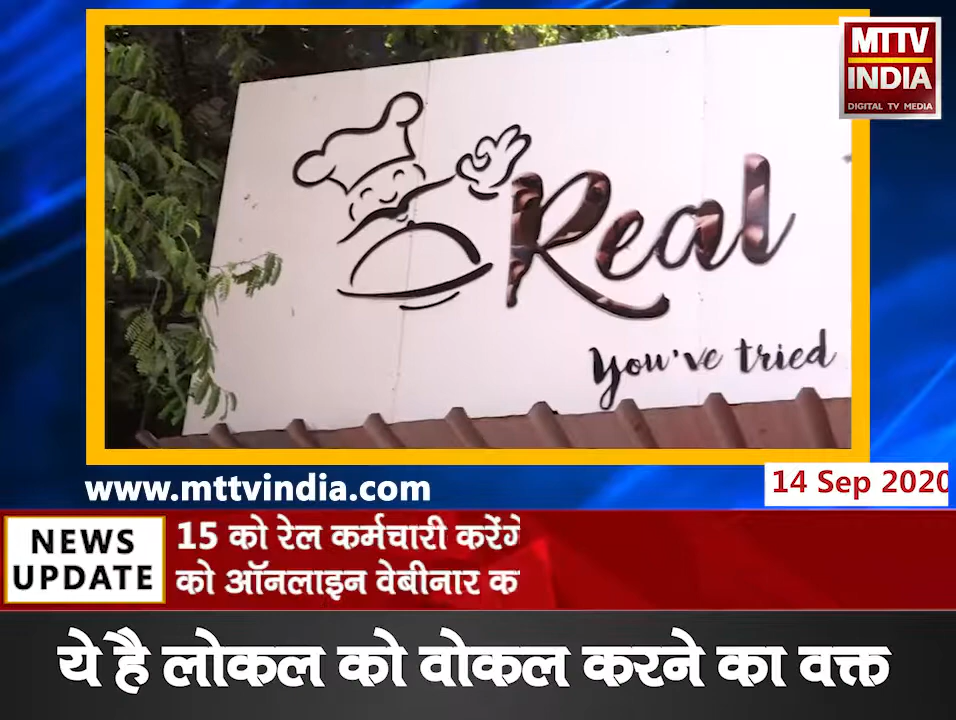 MTTV
INDIA
DIGITAL TV MEDIA
Real
You've tried
www.mttvindia.com
14 Sep 2020
NEWS
UPDATE
15 को रेल कर्मचारी करेंगे
को ऑनलाइन वेबीनार क
ये है लोकल को वोकल करने का वक्त